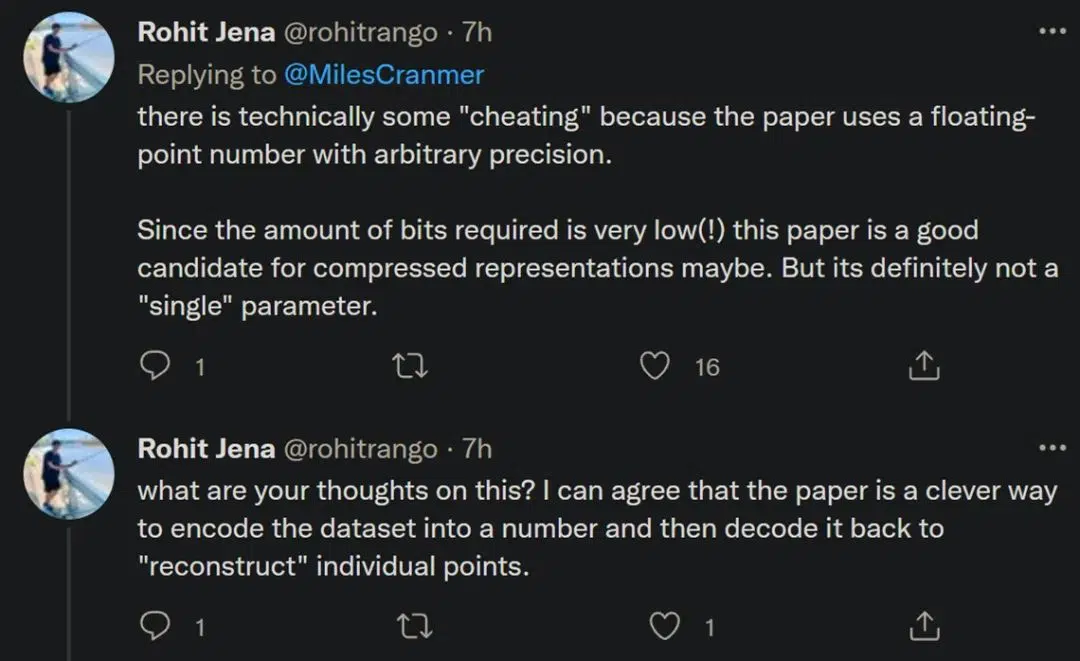 Rohit Jena @rohitrango · 7h
Replying to @MilesCranmer
there is technically some "cheating" because the paper uses a floating-
point number with arbitrary precision.
Since the amount of bits required is very low(!) this paper is a good
candidate for compressed representations maybe. But its definitely not a
"single" parameter.
1 16
Rohit Jena @rohitrango · 7h
what are your thoughts on this? I can agree that the paper is a clever way
to encode the dataset into a number and then decode it back to
"reconstruct" individual points.
1 1